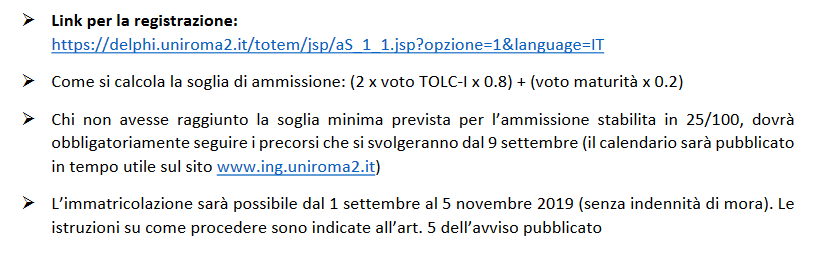 ➢ Link per la registrazione:
https://delphi.uniroma2.it/totem/jsp/aS_1_1.jsp?opzione=1&language=IT
➢ Come si calcola la soglia di ammissione: (2 x voto TOLC-I x 0.8) + (voto maturità x 0.2)
➢ Chi non avesse raggiunto la soglia minima prevista per l’ammissione stabilita in 25/100, dovrà
obbligatoriamente seguire i precorsi che si svolgeranno dal 9 settembre (il calendario sarà pubblicato
in tempo utile sul sito www.ing.uniroma2.it)
➢ L’immatricolazione sarà possibile dal 1 settembre al 5 novembre 2019 (senza indennità di mora). Le
istruzioni su come procedere sono indicate all’art. 5 dell’avviso pubblicato